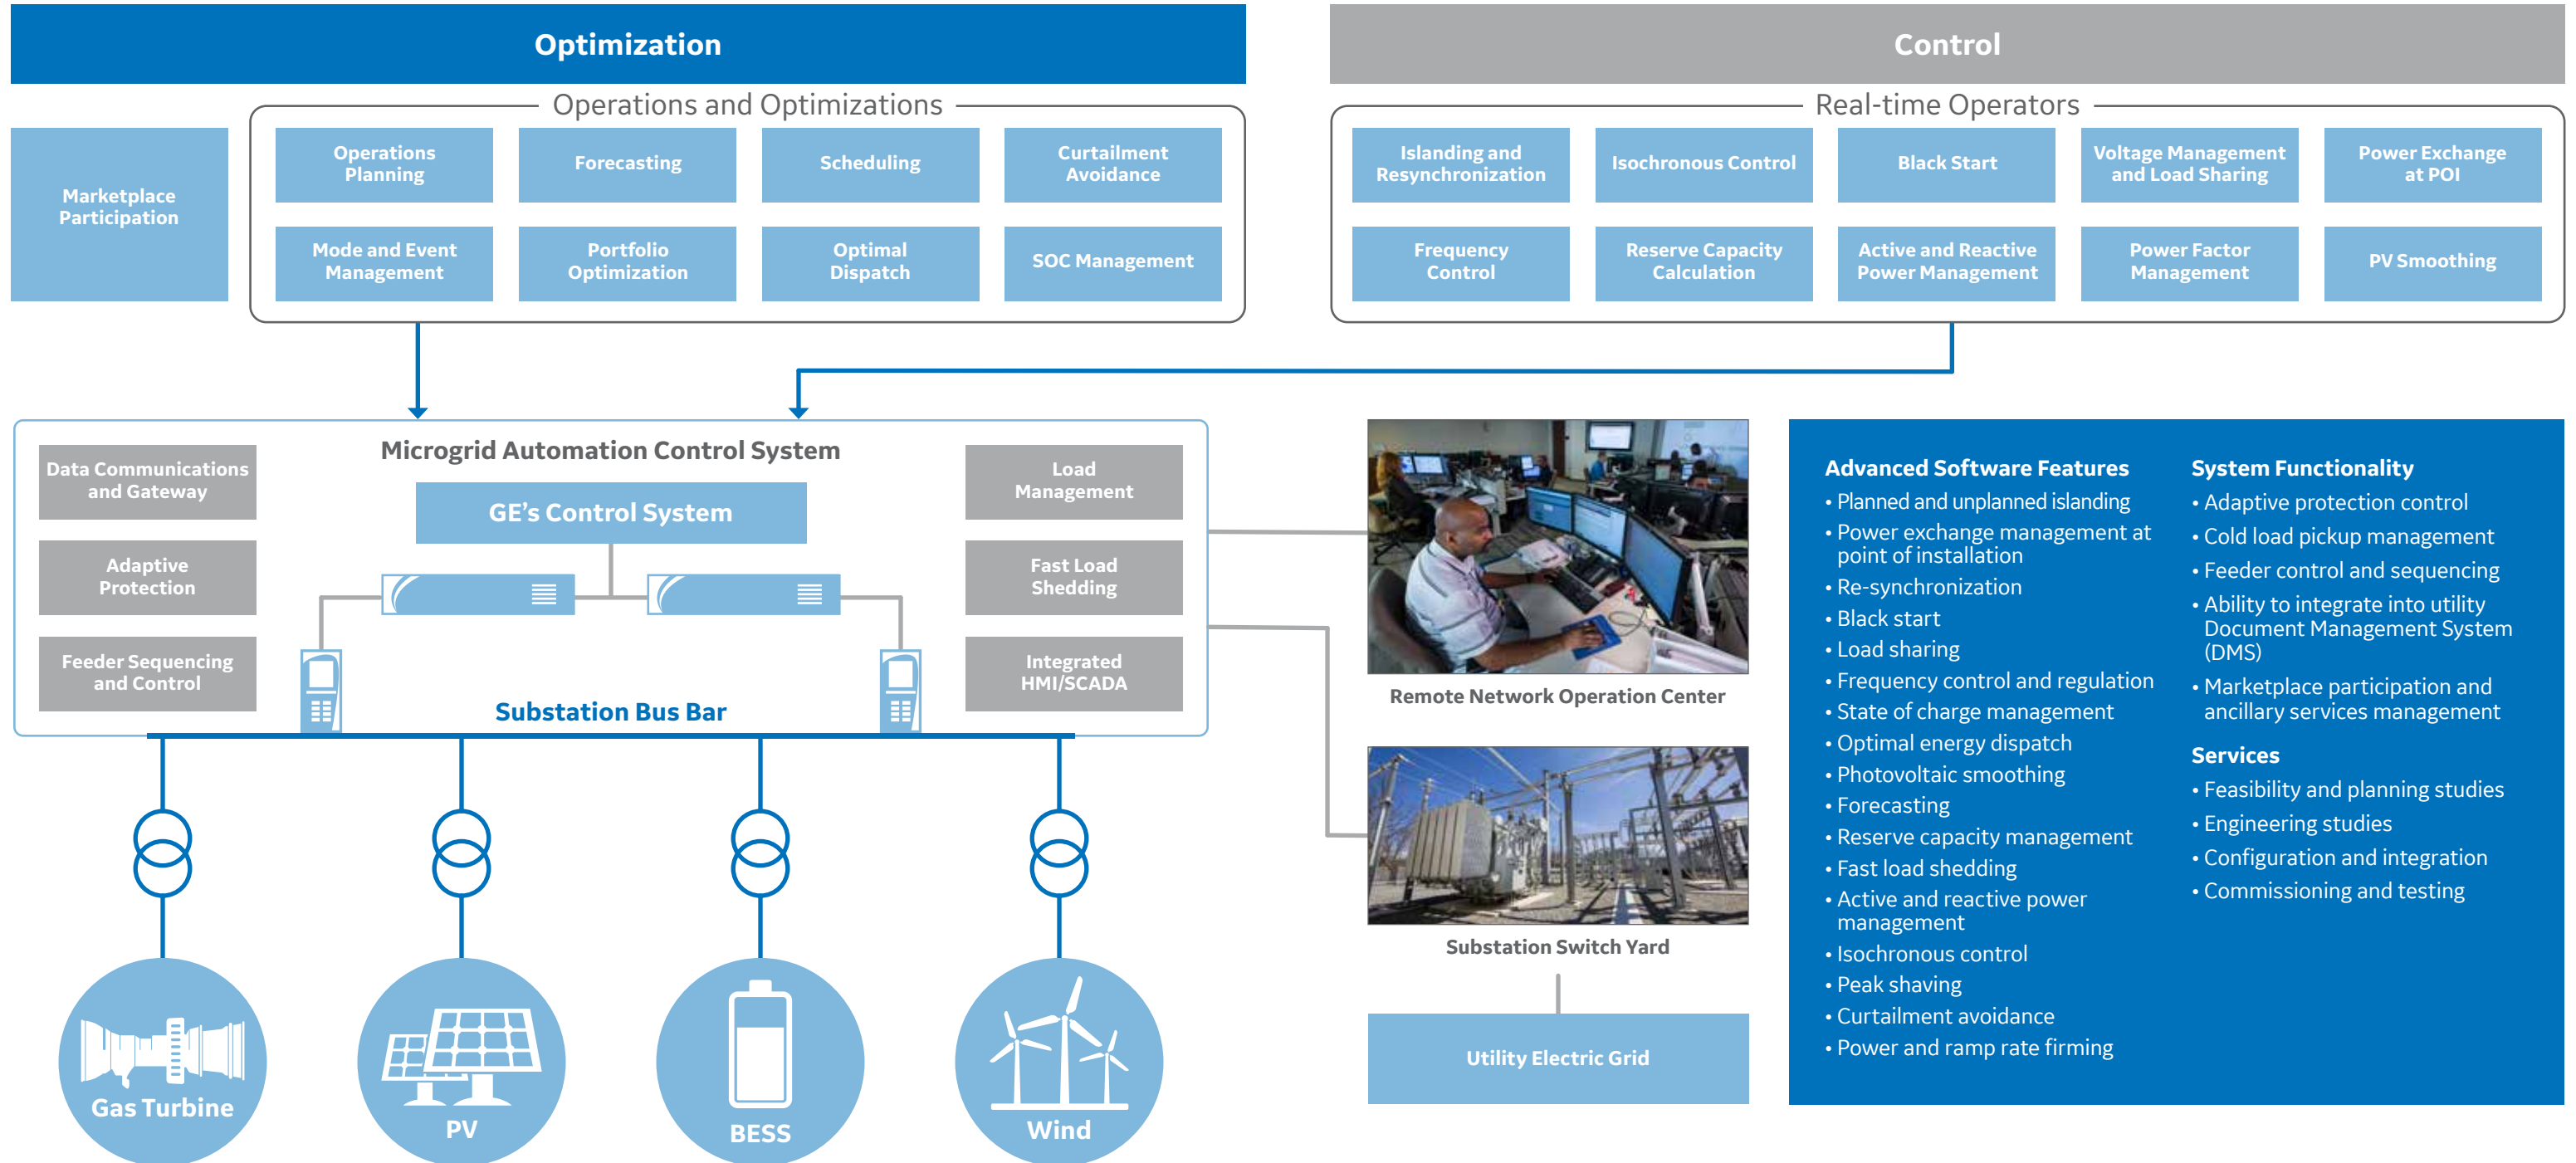 Optimization
Control
Operations and Optimizations
Real-time Operators
Marketplace
Participation
Operations
Planning
Forecasting
Scheduling
Curtailment
Avoidance
Mode and Event
Management
Portfolio
Optimization
Optimal
Dispatch
SOC Management
Islanding and
Resynchronization
Isochronous Control
Black Start
Voltage Management
and Load Sharing
Power Exchange
at POI
Frequency
Control
Reserve Capacity
Calculation
Active and Reactive
Power Management
Power Factor
Management
PV Smoothing
Microgrid Automation Control System
Data Communications
and Gateway
Adaptive
Protection
Feeder Sequencing
and Control
GE's Control System
Load
Management
Fast Load
Shedding
Integrated
HMI/SCADA
Substation Bus Bar
Gas Turbine
PV
BESS
Wind
Remote Network Operation Center
Substation Switch Yard
Utility Electric Grid
Advanced Software Features
• Planned and unplanned islanding
• Power exchange management at
point of installation
• Re-synchronization
• Black start
• Load sharing
• Frequency control and regulation
• State of charge management
• Optimal energy dispatch
• Photovoltaic smoothing
• Forecasting
• Reserve capacity management
• Fast load shedding
• Active and reactive power
management
• Isochronous control
• Peak shaving
• Curtailment avoidance
• Power and ramp rate firming
System Functionality
• Adaptive protection control
• Cold load pickup management
• Feeder control and sequencing
• Ability to integrate into utility
Document Management System
(DMS)
• Marketplace participation and
ancillary services management
Services
• Feasibility and planning studies
• Engineering studies
• Configuration and integration
• Commissioning and testing